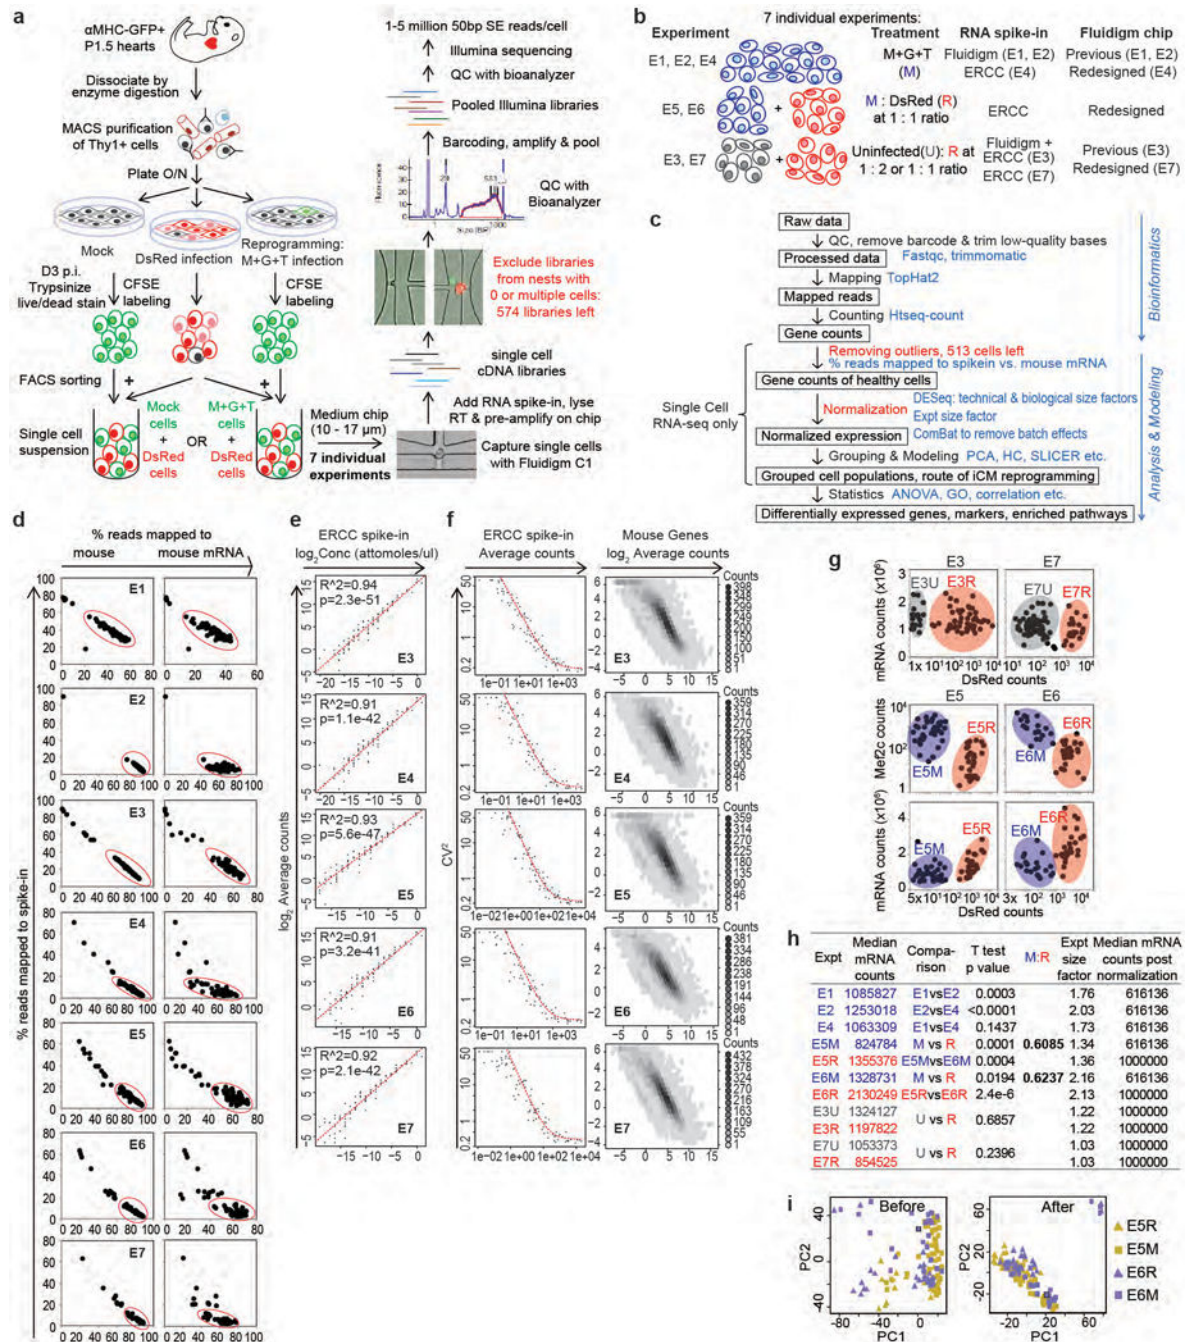 a
αMHC-GFP+
P1.5 hearts
Dissociate by
enzyme digestion
MACS purification
of Thy1+ cells
Plate O/N
Mock
DsRed infection
Reprogramming:
M+G+T infection
D3 p.i.
Trypsinize
live/dead stain
CFSE
labeling
CFSE
labeling
FACS sorting
+
+
Single cell
suspension
Mock
cells
+
DsRed
cells
OR
M+G+T
cells
+
DsRed
cells
Medium chip
(10 - 17 µm)
7 individual
experiments
1-5 million 50bp SE reads/cell
Illumina sequencing
QC with bioanalyzer
Pooled Illumina libraries
Barcoding, amplify & pool
QC with
Bioanalyzer
Exclude libraries
from nests with
0 or multiple cells:
574 libraries left
single cell
cDNA libraries
Add RNA spike-in, lyse
RT & pre-amplify on chip
Capture single cells
with Fluidigm C1
b
7 individual experiments:
Experiment Treatment RNA spike-in Fluidigm chip
E1, E2, E4 M+G+T (M) Fluidigm (E1, E2) ERCC (E4) Previous (E1, E2) Redesigned (E4)
E5, E6 + M : DsRed (R) at 1 : 1 ratio ERCC Redesigned
E3, E7 + Uninfected(U): R at 1 : 2 or 1 : 1 ratio Fluidigm + ERCC (E3) ERCC (E7) Previous (E3) Redesigned (E7)
c
Raw data
QC, remove barcode & trim low-quality bases
Processed data Fastqc, trimmomatic
Mapping TopHat2
Mapped reads
Counting Htseq-count
Gene counts
Removing outliers, 513 cells left
% reads mapped to spikein vs. mouse mRNA
Gene counts of healthy cells
Normalization DESeq: technical & biological size factors
Expt size factor
Normalized expression ComBat to remove batch effects
Grouping & Modeling PCA, HC, SLICER etc.
Grouped cell populations, route of iCM reprogramming
Statistics ANOVA, GO, correlation etc.
Differentially expressed genes, markers, enriched pathways
Single Cell
RNA-seq only
Bioinformatics
Analysis & Modeling
d
% reads mapped to
mouse mouse mRNA
% reads mapped to spike-in
E1
E2
E3
E4
E5
E6
E7
e
ERCC spike-in
log2 Conc (attomoles/ul)
log2 Average counts
R^2=0.94
p=2.3e-51
E3
R^2=0.91
p=1.1e-42
E4
R^2=0.93
p=5.6e-47
E5
R^2=0.91
p=3.2e-41
E6
R^2=0.92
p=2.1e-42
E7
f
ERCC spike-in
Average counts
Mouse Genes
log2 Average counts
CV²
Counts
E3
Counts
E4
Counts
E5
Counts
E6
Counts
E7
g
E3 E7
mRNA counts (x10⁶)
E3U E3R E7U E7R
DsRed counts
E5 E6
Mef2c counts
E5M E5R E6M E6R
mRNA counts (x10⁶)
E5M E5R E6M E6R
DsRed counts
h
Expt Median mRNA counts Compa-rison T test p value M:R Expt size factor Median mRNA counts post normalization
E1 1085827 E1vsE2 0.0003 1.76 616136
E2 1253018 E2vsE4 <0.0001 2.03 616136
E4 1063309 E1vsE4 0.1437 1.73 616136
E5M 824784 M vs R 0.0001 0.6085 1.34 616136
E5R 1355376 E5MvsE6M 0.0004 1.36 1000000
E6M 1328731 M vs R 0.0194 0.6237 2.16 616136
E6R 2130249 E5RvsE6R 2.4e-6 2.13 1000000
E3U 1324127 1.22 1000000
U vs R 0.6857
E3R 1197822 1.22 1000000
E7U 1053373 1.03 1000000
U vs R 0.2396
E7R 854525 1.03 1000000
i
Before After
PC2
PC1
PC2
PC1
E5R
E5M
E6R
E6M